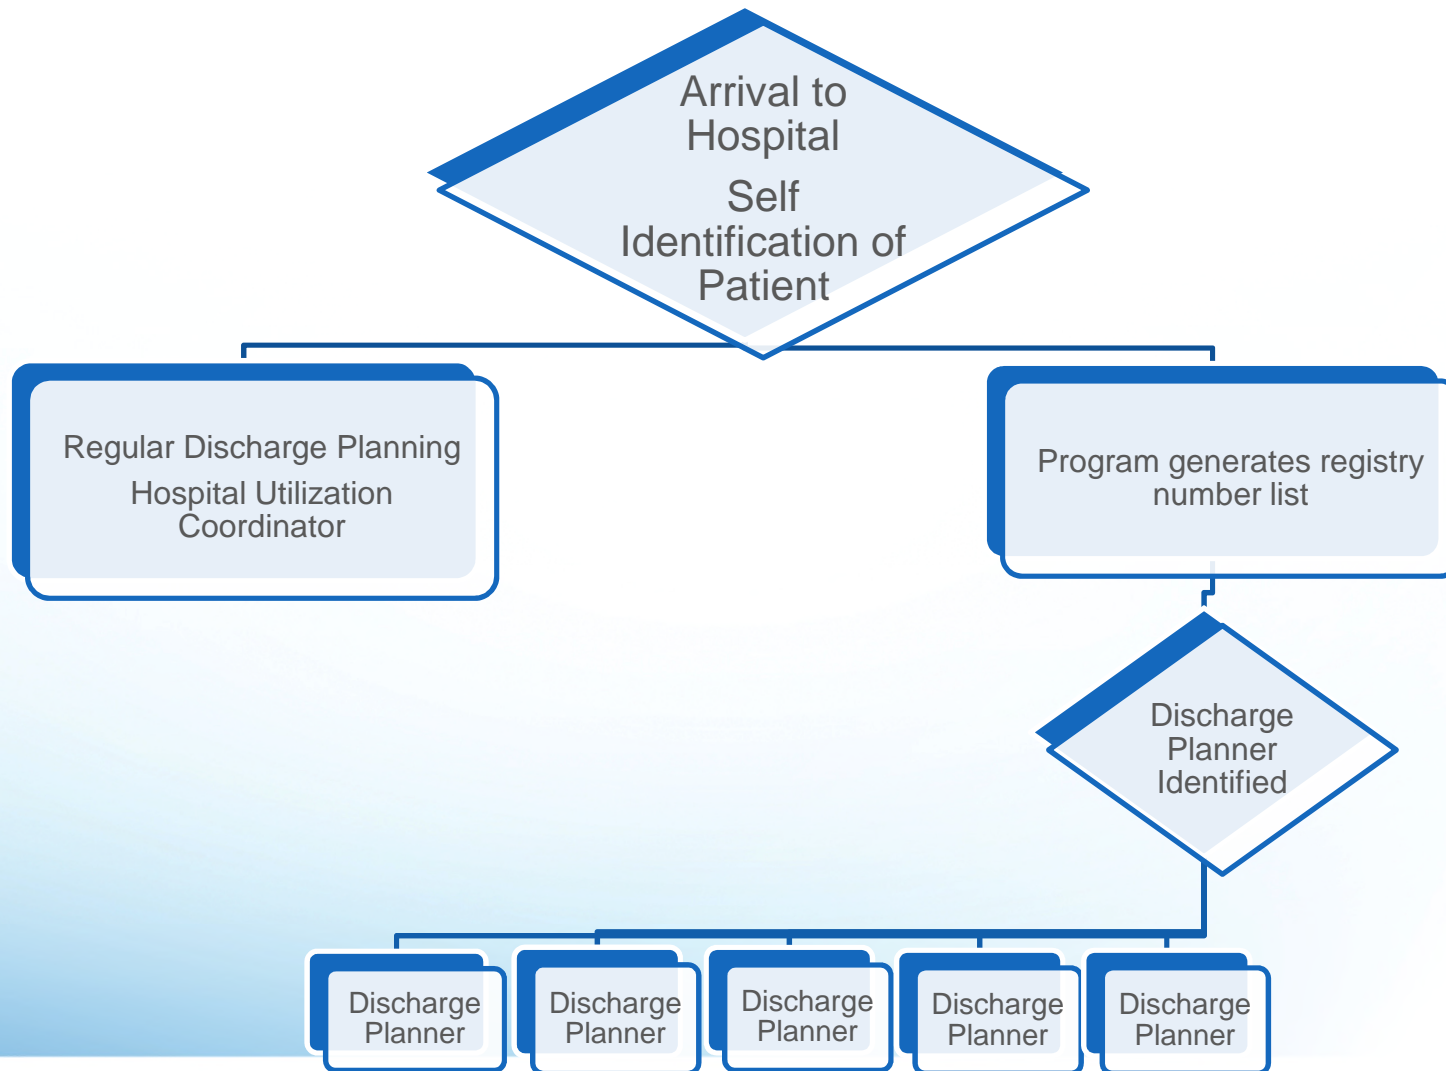 Arrival to
Hospital
Self
Identification of
Patient
Regular Discharge Planning
Hospital Utilization
Coordinator
Program generates registry
number list
Discharge
Planner
Identified
Discharge
Planner
Discharge
Planner
Discharge
Planner
Discharge
Planner
Discharge
Planner